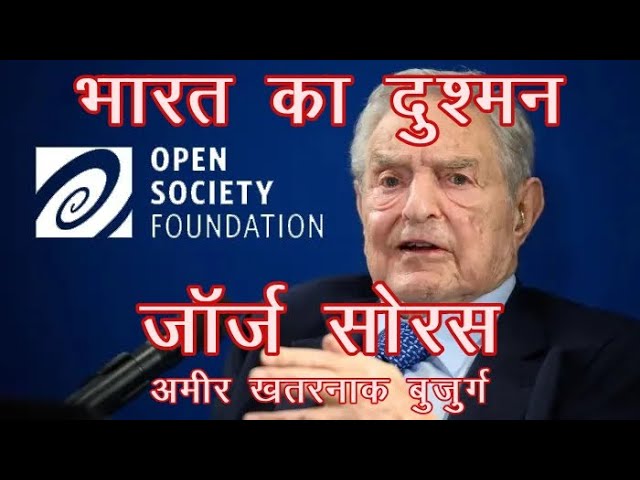 भारत का दुश्मन
OPEN
SOCIETY
FOUNDATION
जॉर्ज सोरस
अमीर खतरनाक बुजुर्ग